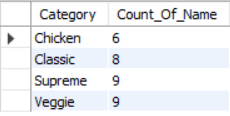 Category Count_Of_Name
Chicken 6
Classic 8
Supreme 9
Veggie 9